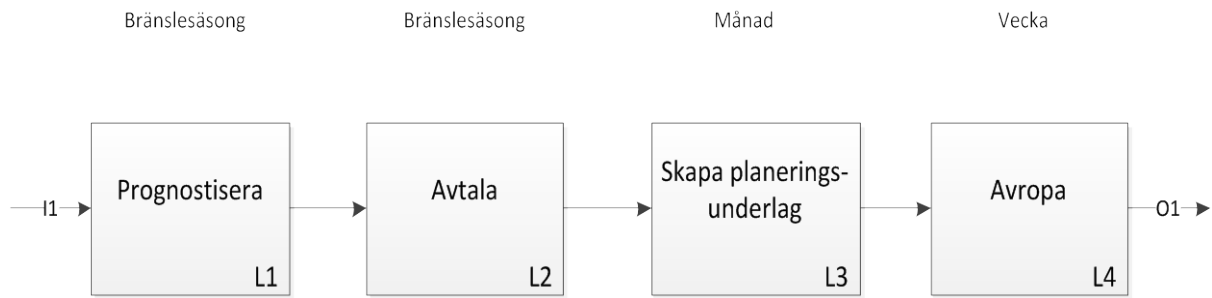 Bränslesäsong
Bränslesäsong
Månad
Vecka
I1
Prognostisera
L1
Avtala
L2
Skapa planerings-
underlag
L3
Avropa
L4
O1